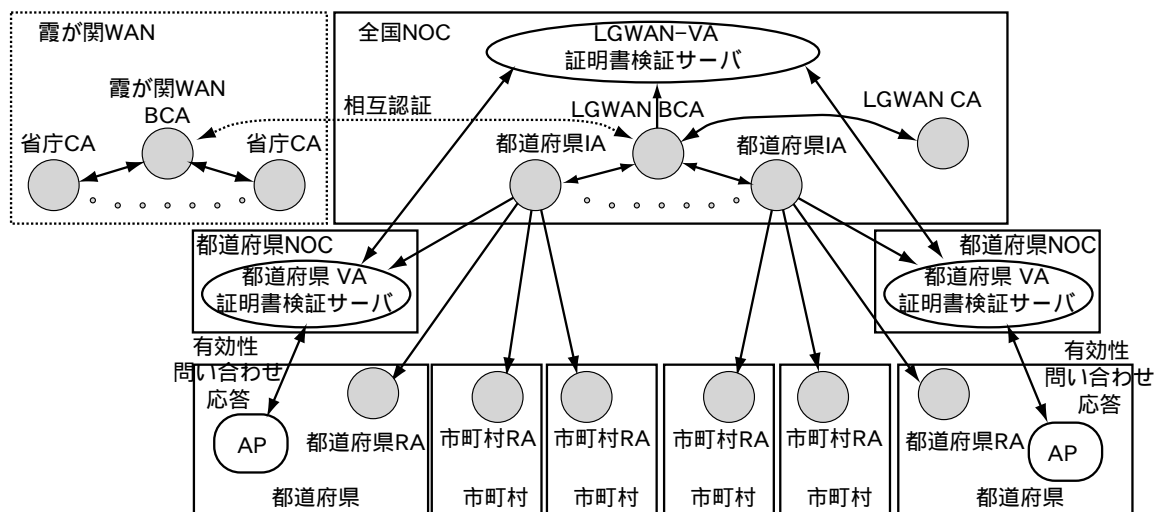 霞が関WAN
霞が関WAN
BCA
省庁CA
省庁CA
相互認証
全国NOC
LGWAN-VA
証明書検証サーバ
LGWAN BCA
LGWAN CA
都道府県IA
都道府県IA
都道府県NOC
都道府県 VA
証明書検証サーバ
都道府県NOC
都道府県 VA
証明書検証サーバ
有効性
問い合わせ
応答
AP
都道府県RA
都道府県
市町村RA
市町村
市町村RA
市町村
市町村RA
市町村
市町村RA
市町村
有効性
問い合わせ
応答
都道府県RA
AP
都道府県